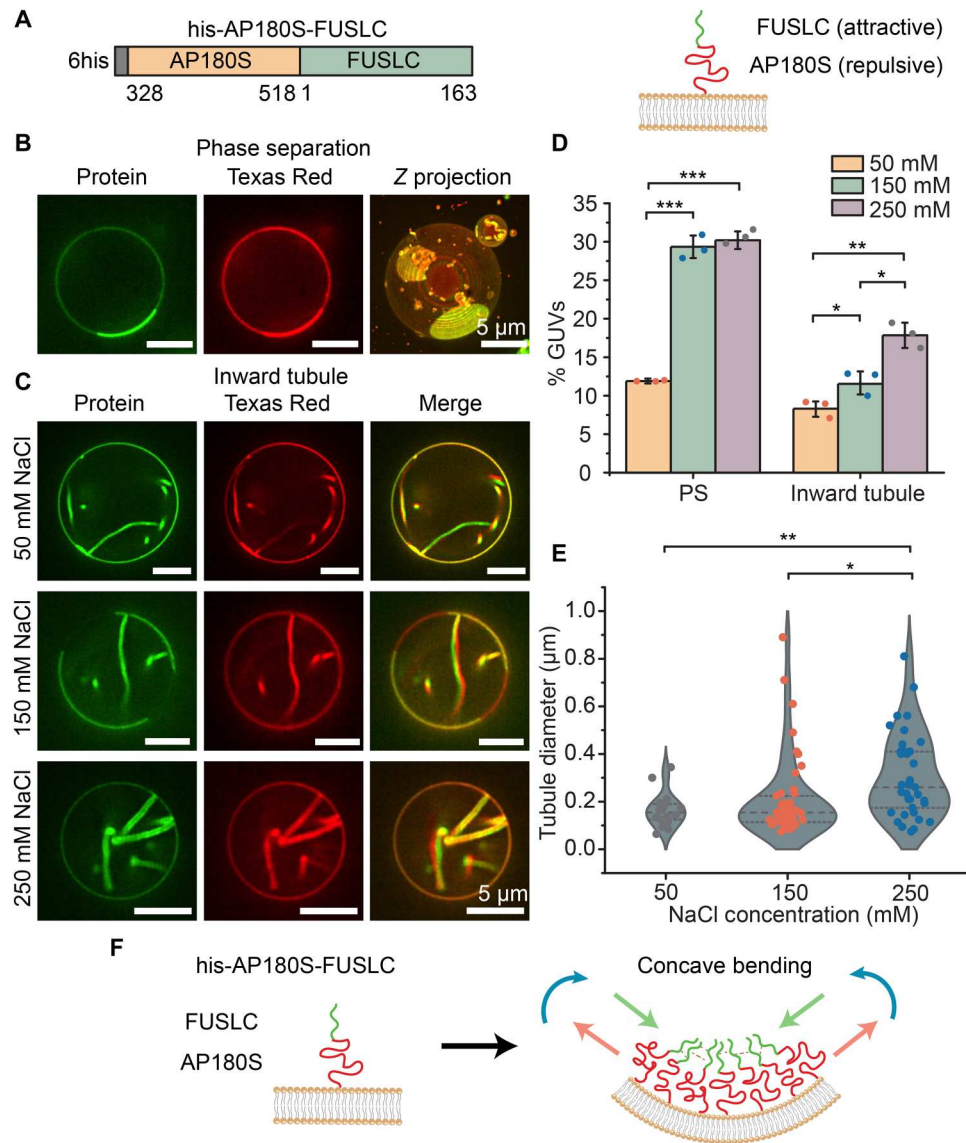 A
his-AP180S-FUSLC
6his
AP180S
FUSLC
328
518
1
163
FUSLC (attractive)
AP180S (repulsive)
B
Phase separation
Protein
Texas Red
Z projection
5 µm
C
Inward tubule
Protein
Texas Red
Merge
50 mM NaCl
150 mM NaCl
250 mM NaCl
5 µm
D
50 mM
150 mM
250 mM
***
***
**
*
*
% GUVs
35
30
25
20
15
10
5
0
PS
Inward tubule
E
**
*
Tubule diameter (µm)
1.0
0.8
0.6
0.4
0.2
0.0
50
150
250
NaCl concentration (mM)
F
his-AP180S-FUSLC
FUSLC
AP180S
Concave bending